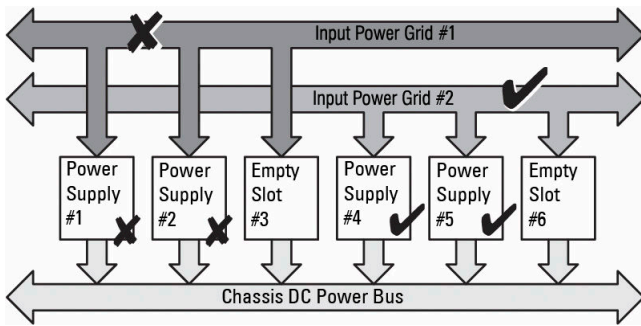 Input Power Grid #1
Input Power Grid #2
Power
Supply
#1
Power
Supply
#2
Empty
Slot
#3
Power
Supply
#4
Power
Supply
#5
Empty
Slot
#6
Chassis DC Power Bus